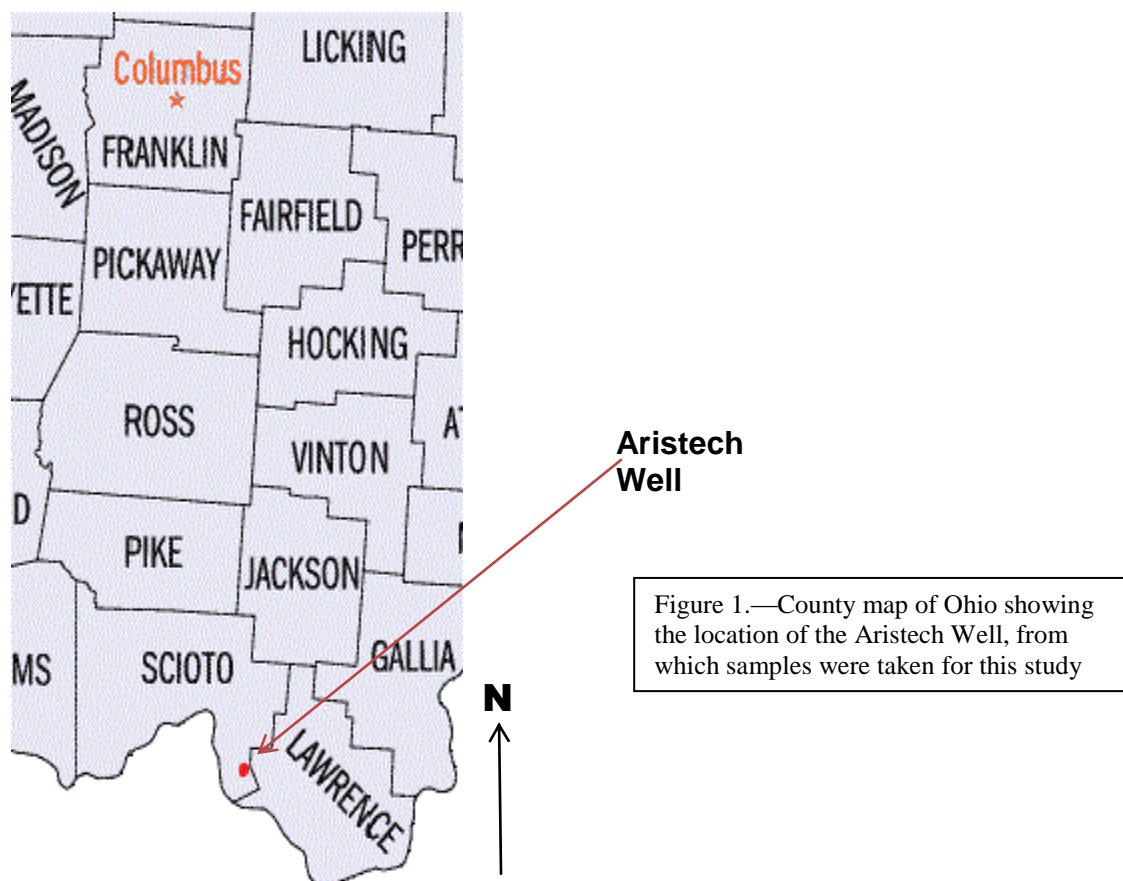 LICKING
Columbus
MADISON
FRANKLIN
FAIRFIELD
PERR
PICKAWAY
YETTE
HOCKING
ROSS
AT
VINTON
D
PIKE
JACKSON
MS
SCIOTO
GALLIA
LAWRENCE
Aristech
Well
N
Figure 1.—County map of Ohio showing
the location of the Aristech Well, from
which samples were taken for this study